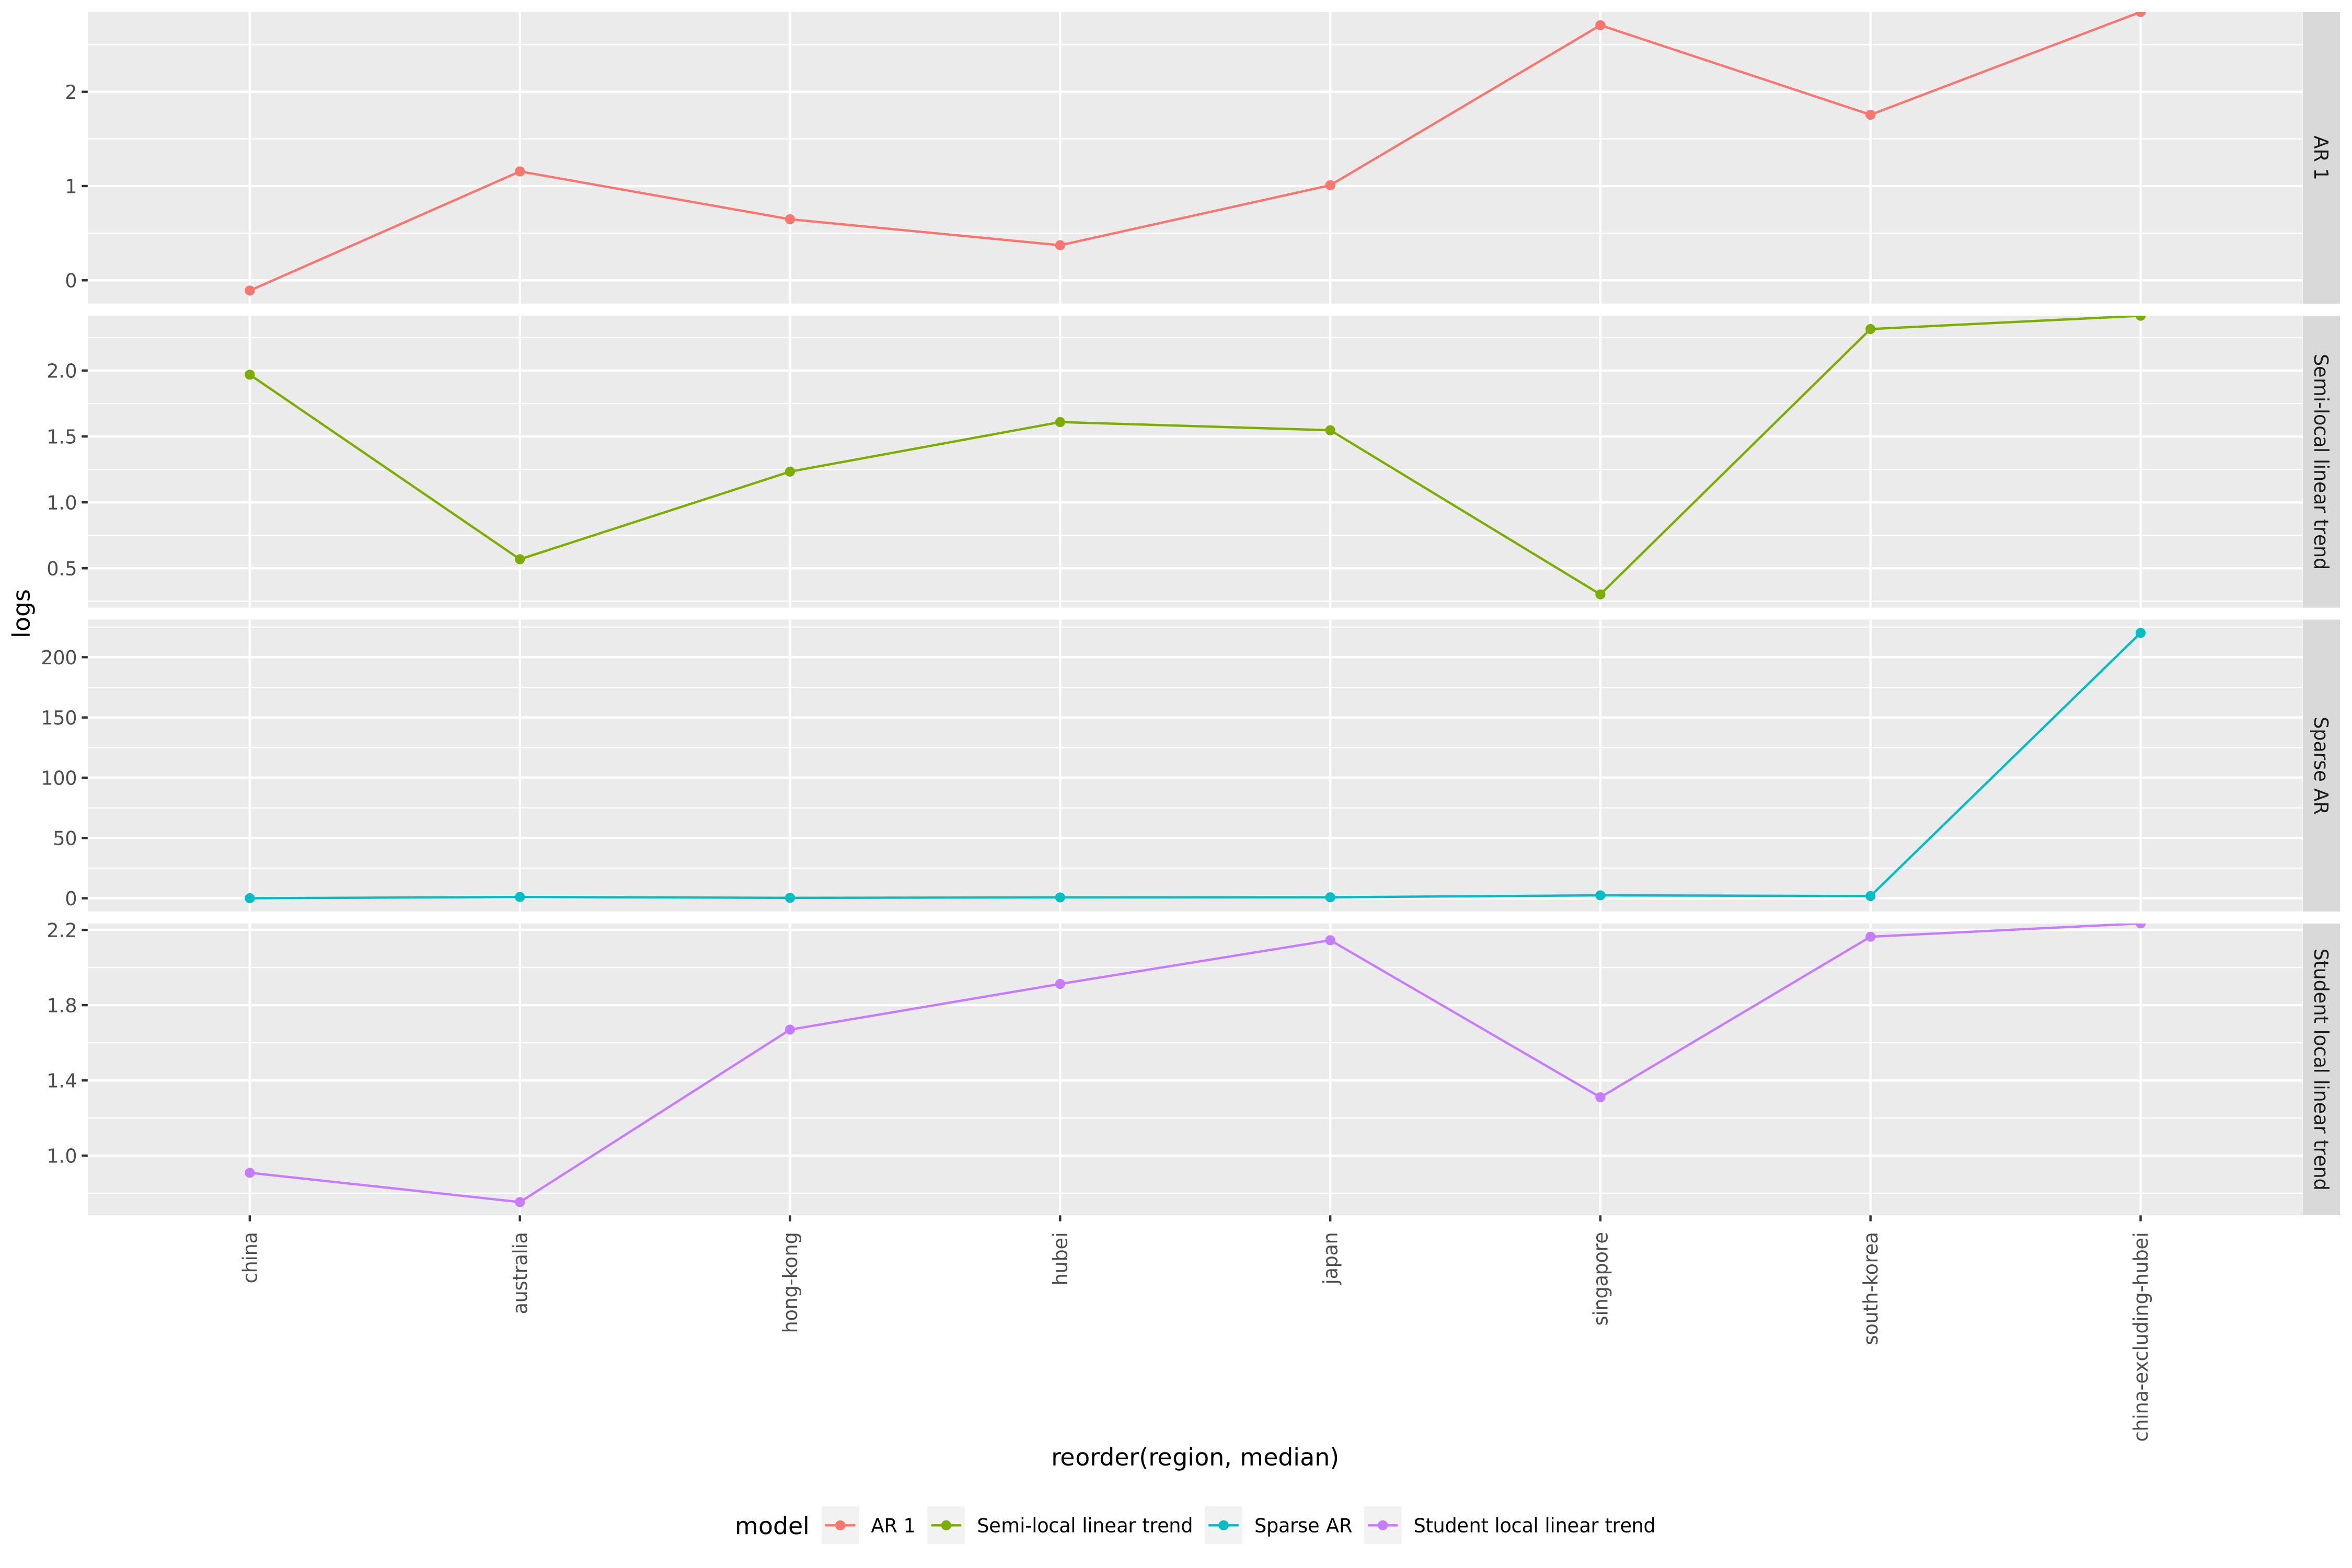 logs
2
1
0
AR 1
2.0
1.5
1.0
0.5
Semi-local linear trend
200
150
100
50
0
Sparse AR
2.2
1.8
1.4
1.0
Student local linear trend
china
australia
hong-kong
hubei
japan
singapore
south-korea
china-excluding-hubei
reorder(region, median)
model AR 1 Semi-local linear trend Sparse AR Student local linear trend